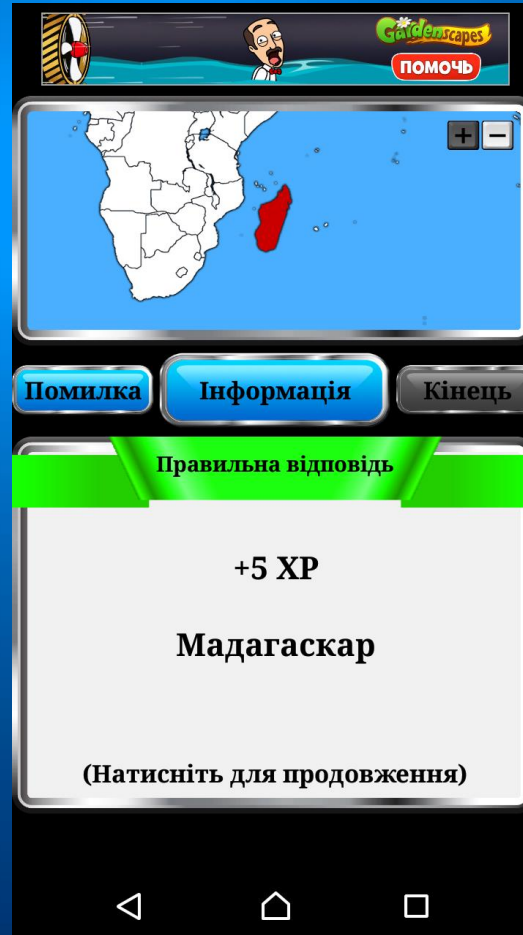 Gardenscapes
ПОМОЧЬ
+ −
Помилка
Інформація
Кінець
Правильна відповідь
+5 XP
Мадагаскар
(Натисніть для продовження)